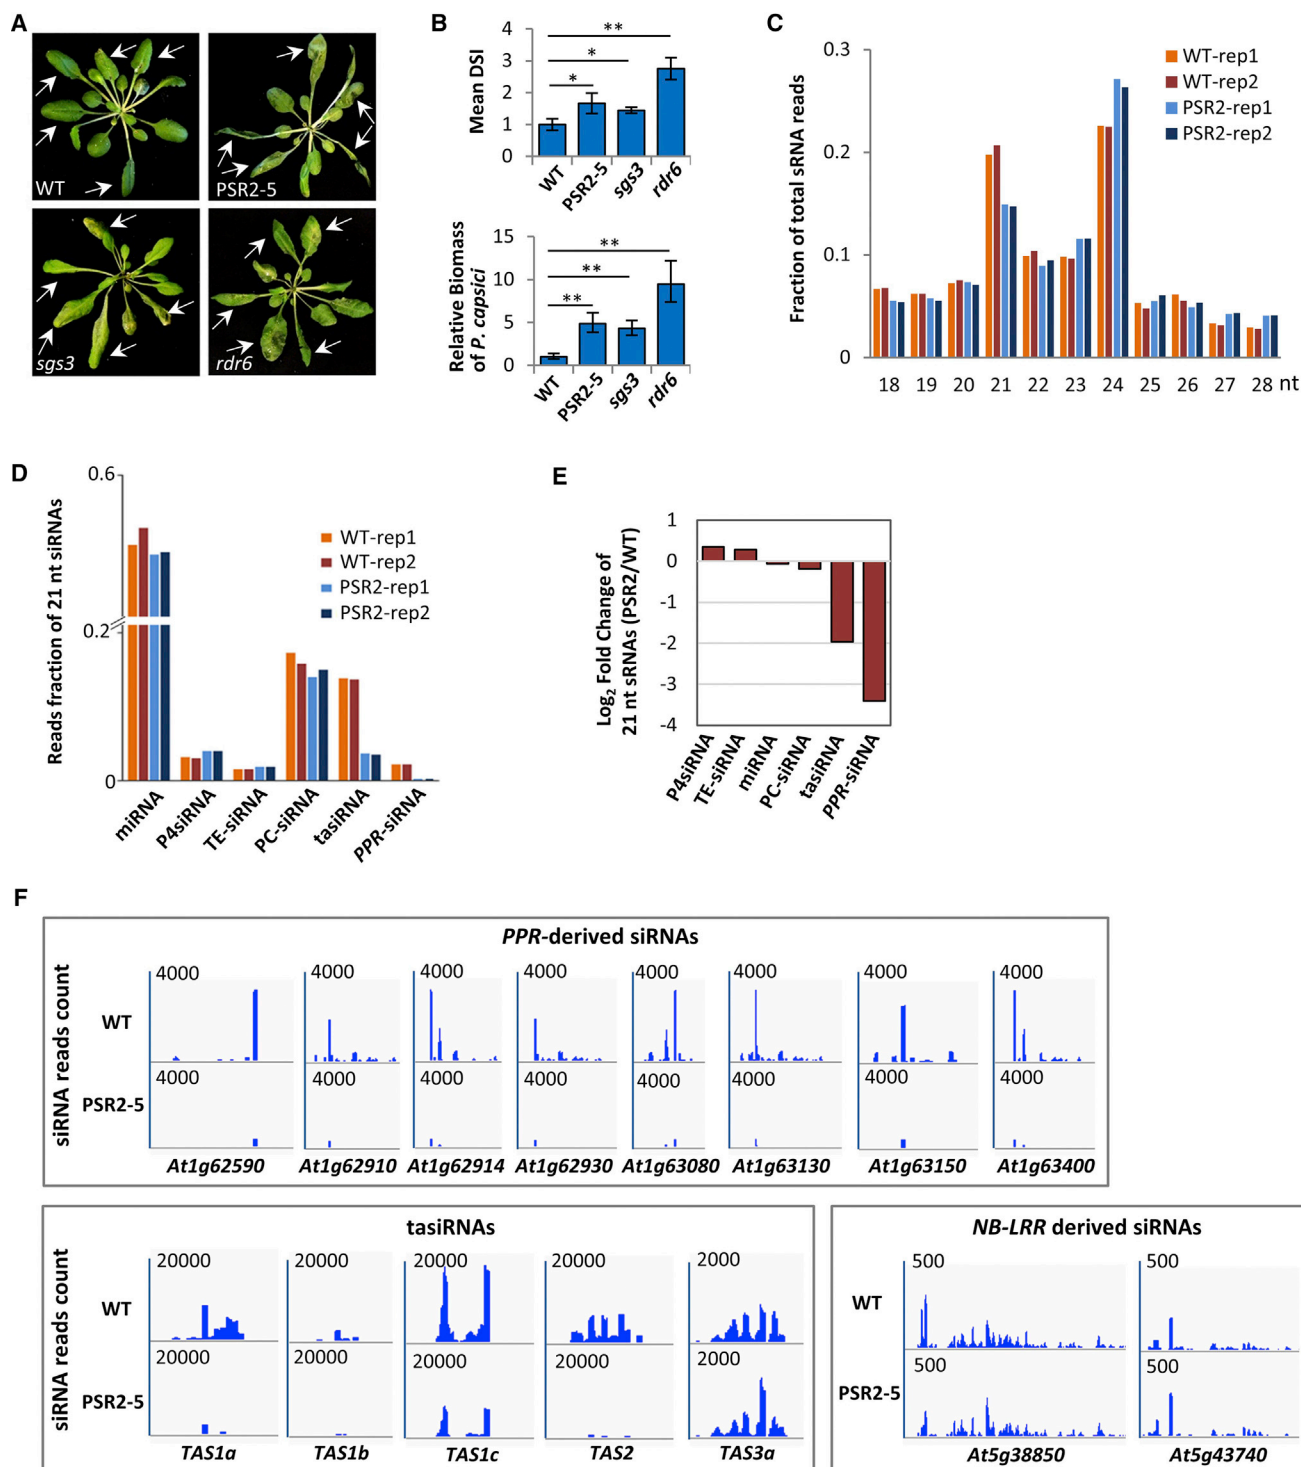 A
WT
PSR2-5
sgs3
rdr6
B
Mean DSI
4
3
2
1
0
**
*
*
WT
PSR2-5
sgs3
rdr6
Relative Biomass
of P. capsici
15
10
5
0
**
**
**
WT
PSR2-5
sgs3
rdr6
C
Fraction of total sRNA reads
0.3
0.2
0.1
0
WT-rep1
WT-rep2
PSR2-rep1
PSR2-rep2
18 19 20 21 22 23 24 25 26 27 28 nt
D
Reads fraction of 21 nt siRNAs
0.6
0.2
0
WT-rep1
WT-rep2
PSR2-rep1
PSR2-rep2
miRNA
P4siRNA
TE-siRNA
PC-siRNA
tasiRNA
PPR-siRNA
E
Log2 Fold Change of
21 nt sRNAs (PSR2/WT)
1
0
-1
-2
-3
-4
P4siRNA
TE-siRNA
miRNA
PC-siRNA
tasiRNA
PPR-siRNA
F
PPR-derived siRNAs
siRNA reads count
WT
4000 4000 4000 4000 4000 4000 4000 4000
PSR2-5
4000 4000 4000 4000 4000 4000 4000 4000
At1g62590 At1g62910 At1g62914 At1g62930 At1g63080 At1g63130 At1g63150 At1g63400
tasiRNAs
siRNA reads count
WT
20000 20000 20000 20000 2000
PSR2-5
20000 20000 20000 20000 2000
TAS1a TAS1b TAS1c TAS2 TAS3a
NB-LRR derived siRNAs
WT
500 500
PSR2-5
500 500
At5g38850 At5g43740